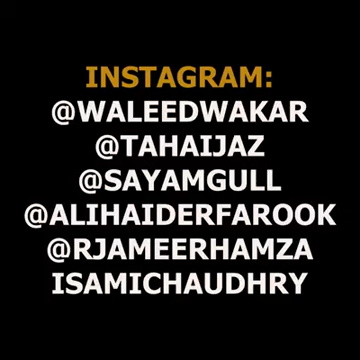 INSTAGRAM:
@WALEEDWAKAR
@TAHAIJAZ
@SAYAMGULL
@ALIHAIDERFAROOK
@RJAMEERHAMZA
ISAMICHAUDHRY